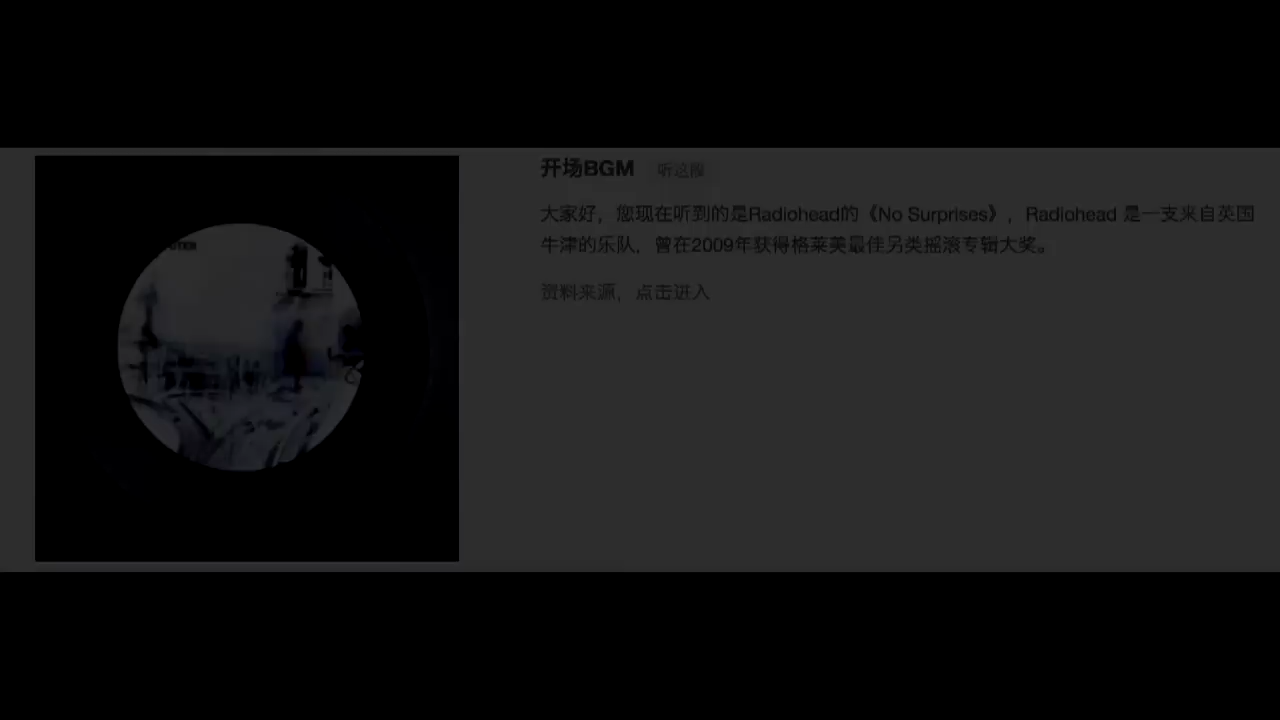 开场BGM 听这段
大家好，您现在听到的是Radiohead的《No Surprises》，Radiohead 是一支来自英国
牛津的乐队，曾在2009年获得格莱美最佳另类摇滚专辑大奖。
资料来源，点击进入